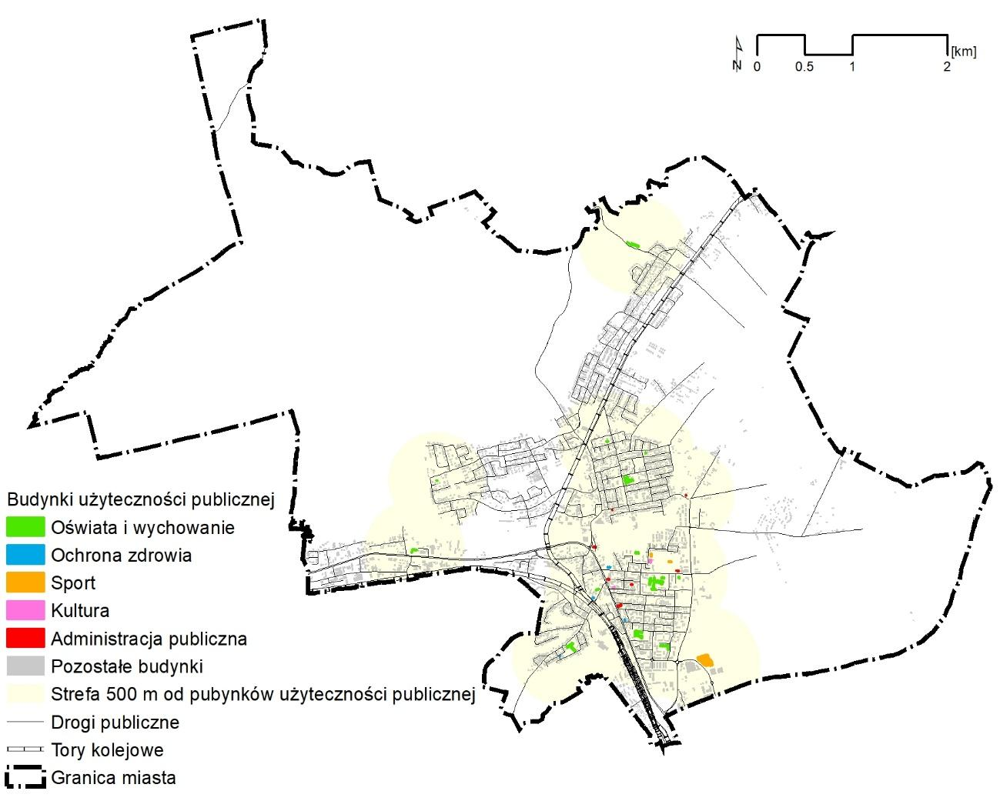 [km]
N
0 0.5 1 2
Budynki użyteczności publicznej
Oświata i wychowanie
Ochrona zdrowia
Sport
Kultura
Administracja publiczna
Pozostałe budynki
Strefa 500 m od pubynków użyteczności publicznej
Drogi publiczne
Tory kolejowe
Granica miasta